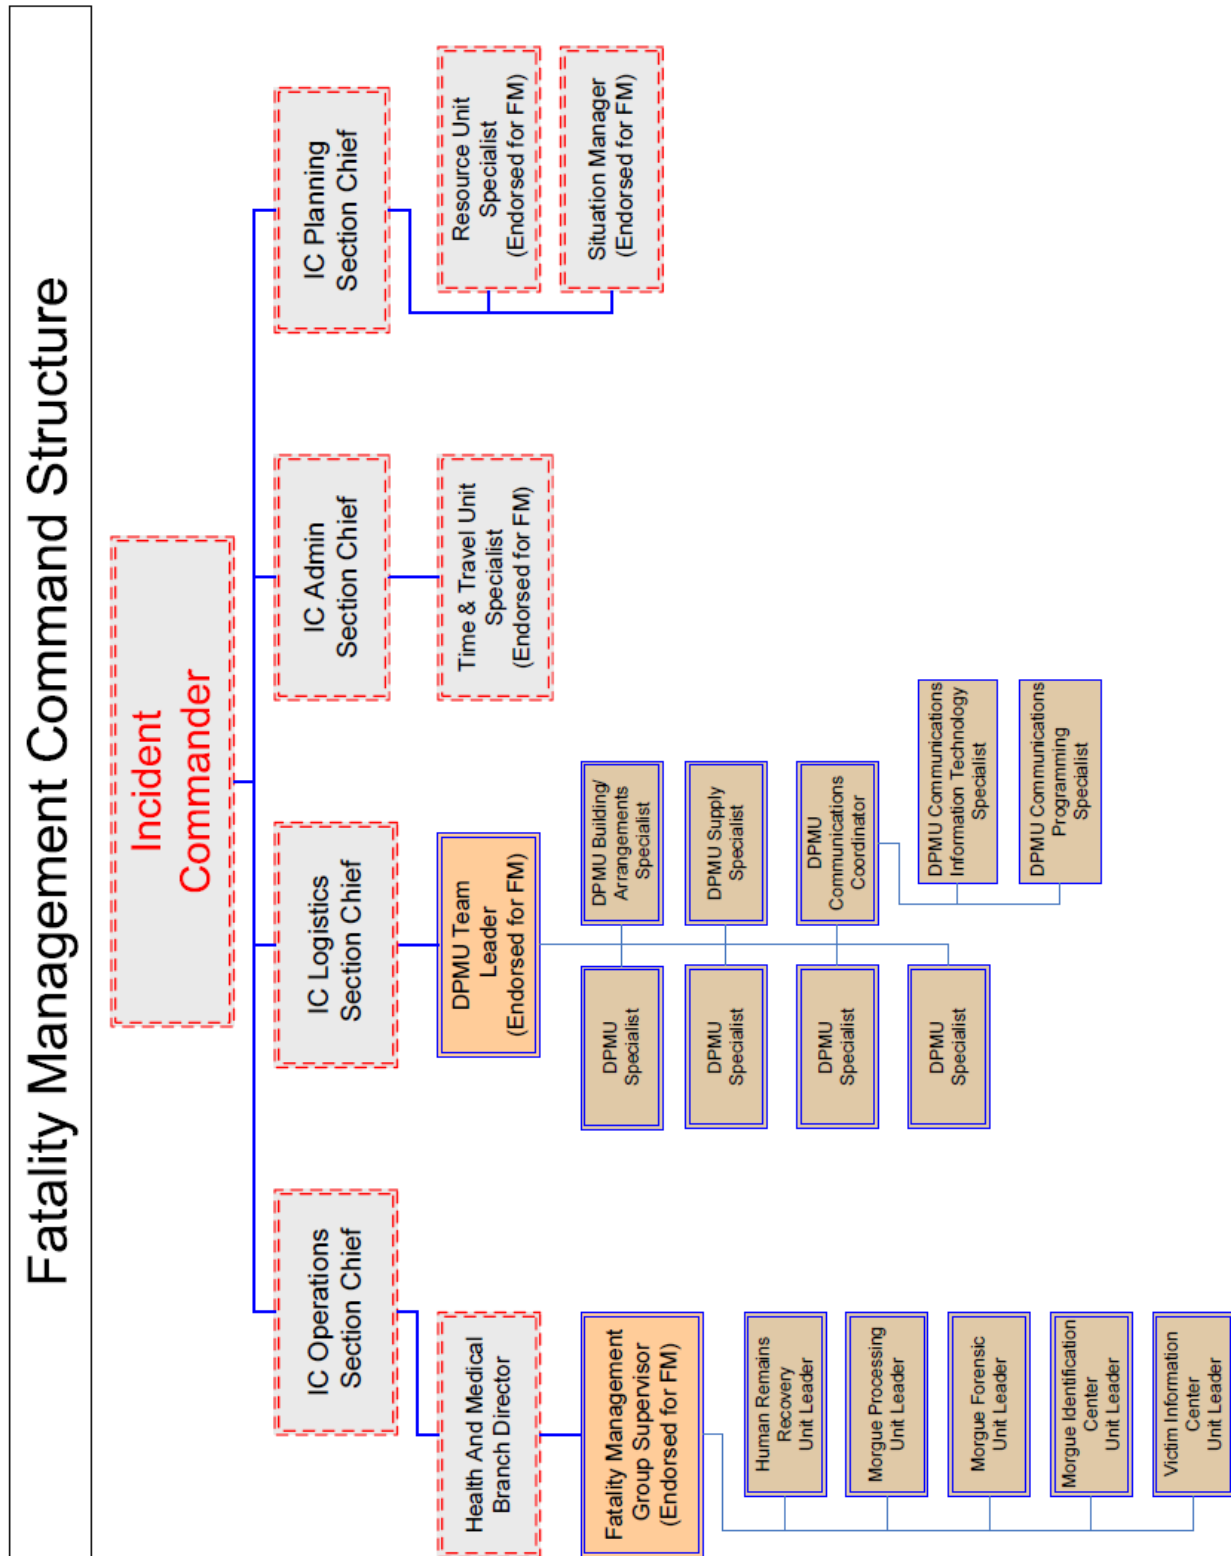 Fatality Management Command Structure
Incident
Commander
IC Operations
Section Chief
IC Logistics
Section Chief
IC Admin
Section Chief
IC Planning
Section Chief
Health And Medical
Branch Director
DPMU Team
Leader
(Endorsed for FM)
Time & Travel Unit
Specialist
(Endorsed for FM)
Resource Unit
Specialist
(Endorsed for FM)
Situation Manager
(Endorsed for FM)
Fatality Management
Group Supervisor
(Endorsed for FM)
DPMU
Specialist
DPMU Building/
Arrangements
Specialist
DPMU
Specialist
DPMU Supply
Specialist
DPMU
Specialist
DPMU
Communications
Coordinator
DPMU
Specialist
DPMU Communications
Information Technology
Specialist
DPMU Communications
Programming
Specialist
Human Remains
Recovery
Unit Leader
Morgue Processing
Unit Leader
Morgue Forensic
Unit Leader
Morgue Identification
Center
Unit Leader
Victim Information
Center
Unit Leader